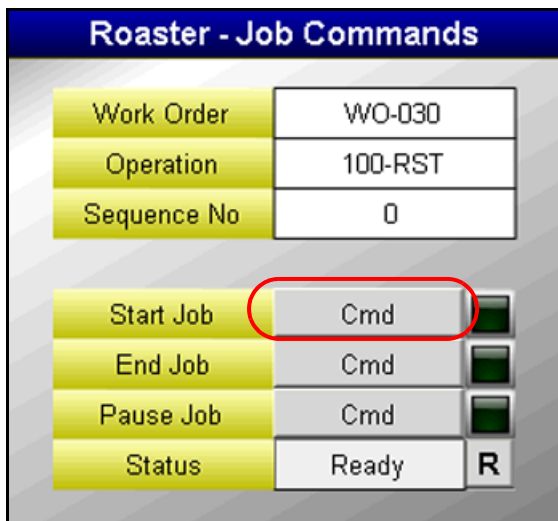 Roaster - Job Commands
Work Order WO-030
Operation 100-RST
Sequence No 0
Start Job Cmd
End Job Cmd
Pause Job Cmd
Status Ready R